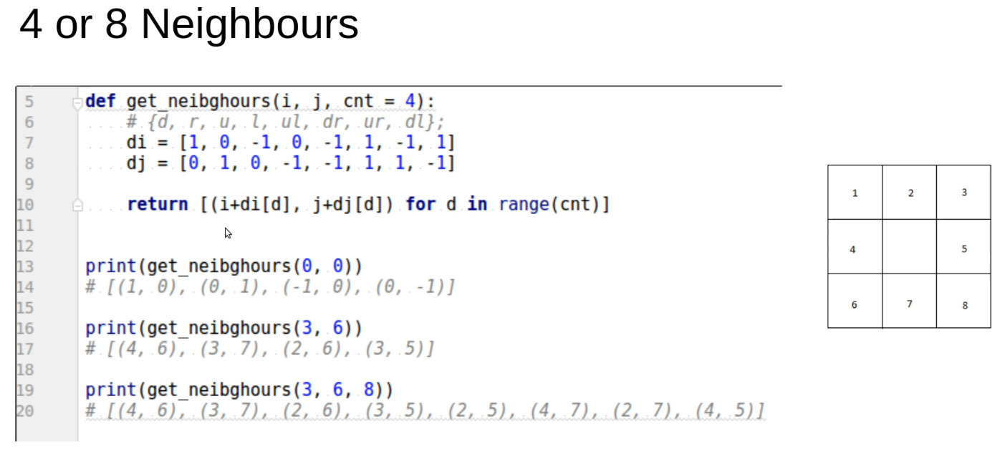 4 or 8 Neighbours
5 def get_neibghours(i, j, cnt = 4):
6 # {d, r, u, l, ul, dr, ur, dl};
7 di = [1, 0, -1, 0, -1, 1, -1, 1]
8 dj = [0, 1, 0, -1, -1, 1, 1, -1]
9
10 return [(i+di[d], j+dj[d]) for d in range(cnt)]
11
12
13 print(get_neibghours(0, 0))
14 # [(1, 0), (0, 1), (-1, 0), (0, -1)]
15
16 print(get_neibghours(3, 6))
17 # [(4, 6), (3, 7), (2, 6), (3, 5)]
18
19 print(get_neibghours(3, 6, 8))
20 # [(4, 6), (3, 7), (2, 6), (3, 5), (2, 5), (4, 7), (2, 7), (4, 5)]
1 2 3
4 5
6 7 8